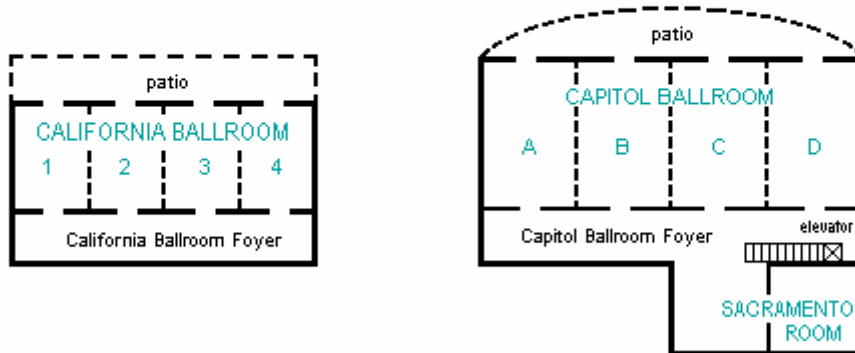 patio
CALIFORNIA BALLROOM
1 2 3 4
California Ballroom Foyer
patio
CAPITOL BALLROOM
A B C D
elevator
Capitol Ballroom Foyer
SACRAMENTO
ROOM